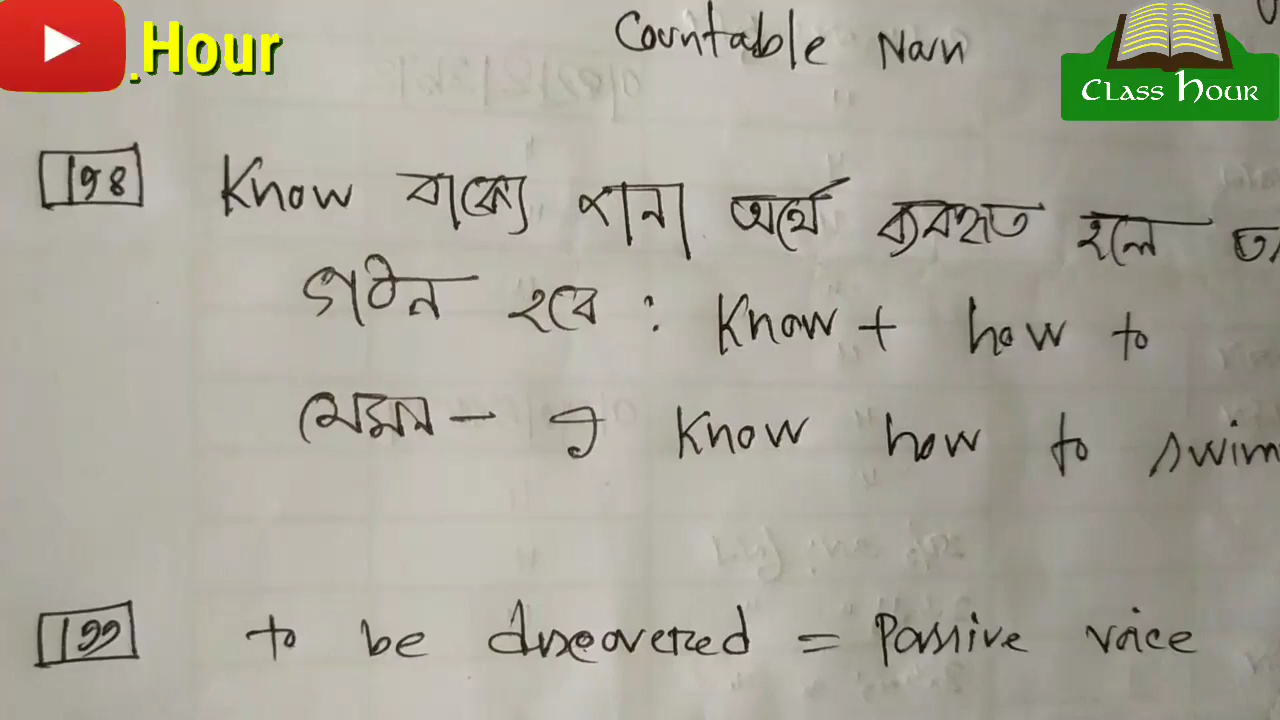 .Hour
Countable Nown
CLASS HOUR
198 Know বাক্যে জানা অর্থে ব্যবহৃত হলে
গঠন হবে : Know + how to
যেমন - I Know how to swim
199 to be discovered = Passive voice